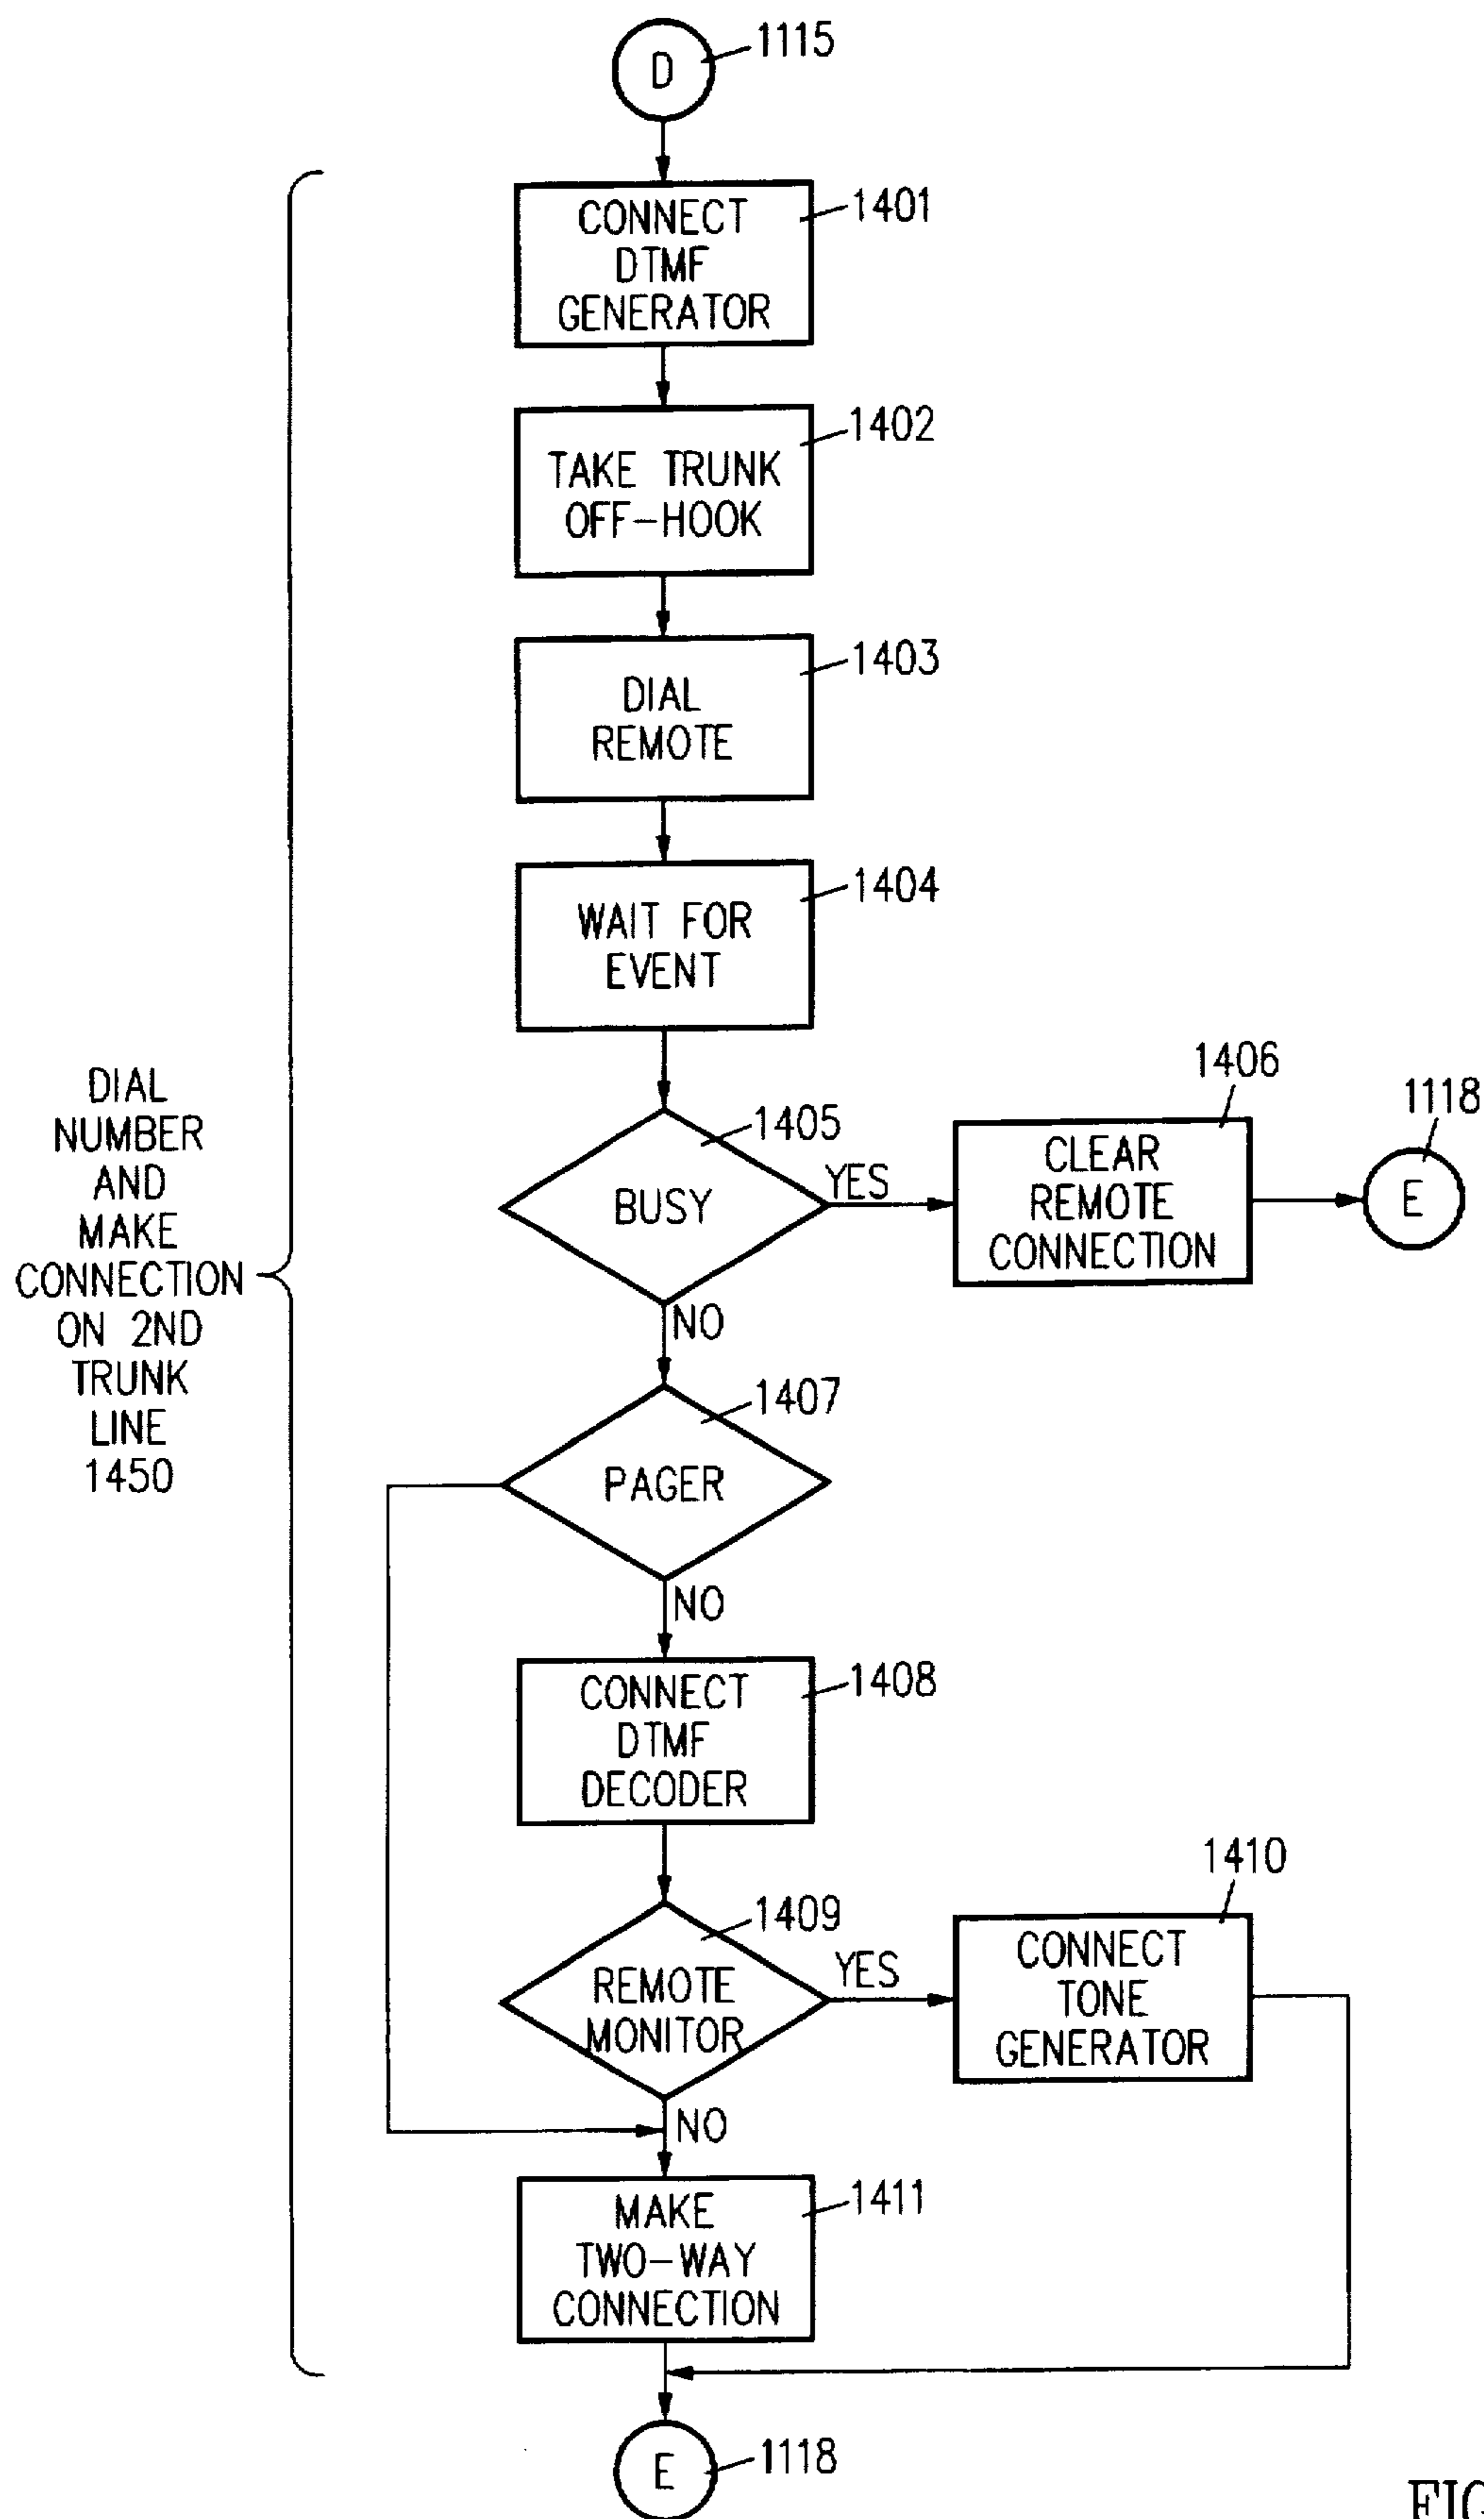 D
1115
CONNECT
DTMF
GENERATOR
1401
TAKE TRUNK
OFF-HOOK
1402
DIAL
REMOTE
1403
WAIT FOR
EVENT
1404
DIAL
NUMBER
AND
MAKE
CONNECTION
ON 2ND
TRUNK
LINE
1450
BUSY
1405
YES
CLEAR
REMOTE
CONNECTION
1406
E
1118
NO
PAGER
1407
NO
CONNECT
DTMF
DECODER
1408
REMOTE
MONITOR
1409
YES
CONNECT
TONE
GENERATOR
1410
NO
MAKE
TWO-WAY
CONNECTION
1411
E
1118
FIG